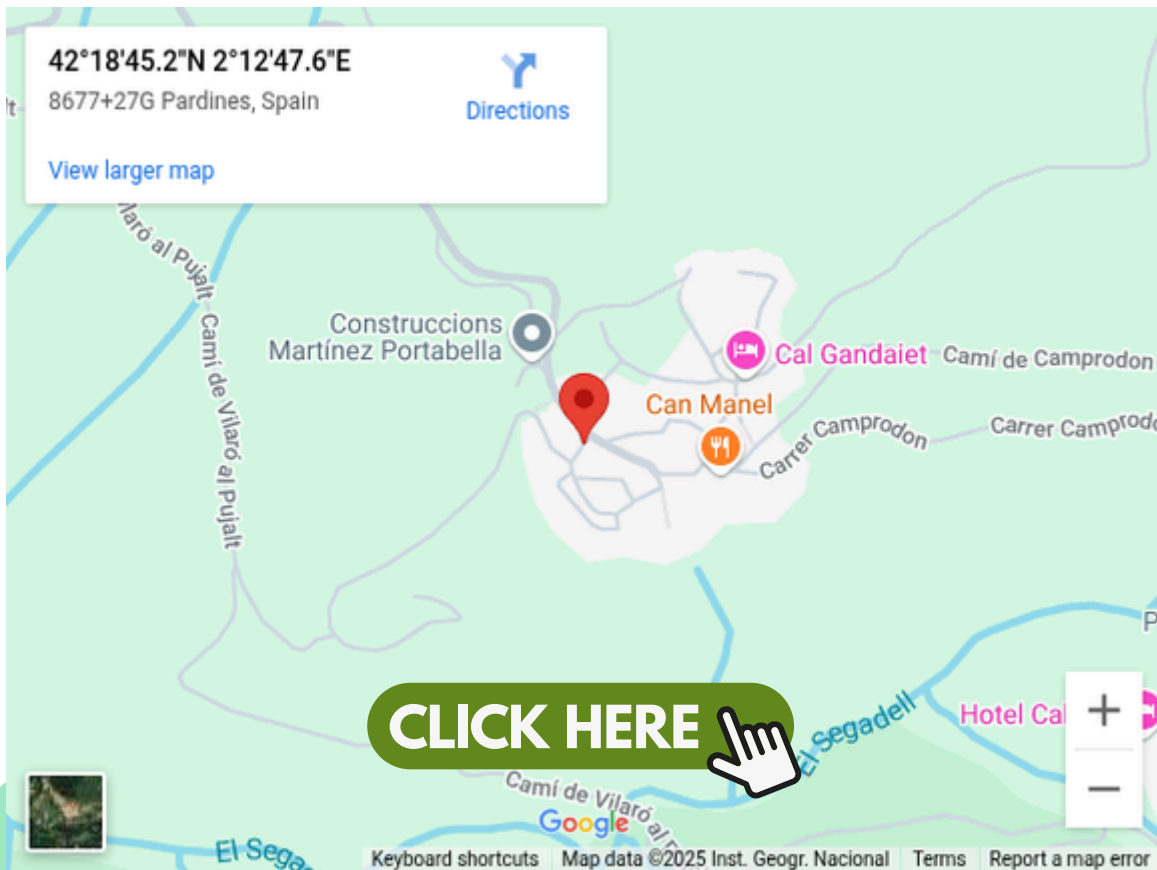 42°18'45.2"N 2°12'47.6"E
8677+27G Pardines, Spain
Directions
View larger map
Maró al Pujalt
Camí de Vilaró al Pujalt
Construccions
Martínez Portabella
Cal Gandaiet
Camí de Camprodon
Can Manel
Carrer Camprodon
Carrer Camprodo
CLICK HERE
El Segadell
Hotel Cal
Camí de Vilaró al
Google
El Sega
Keyboard shortcuts
Map data ©2025 Inst. Geogr. Nacional
Terms
Report a map error